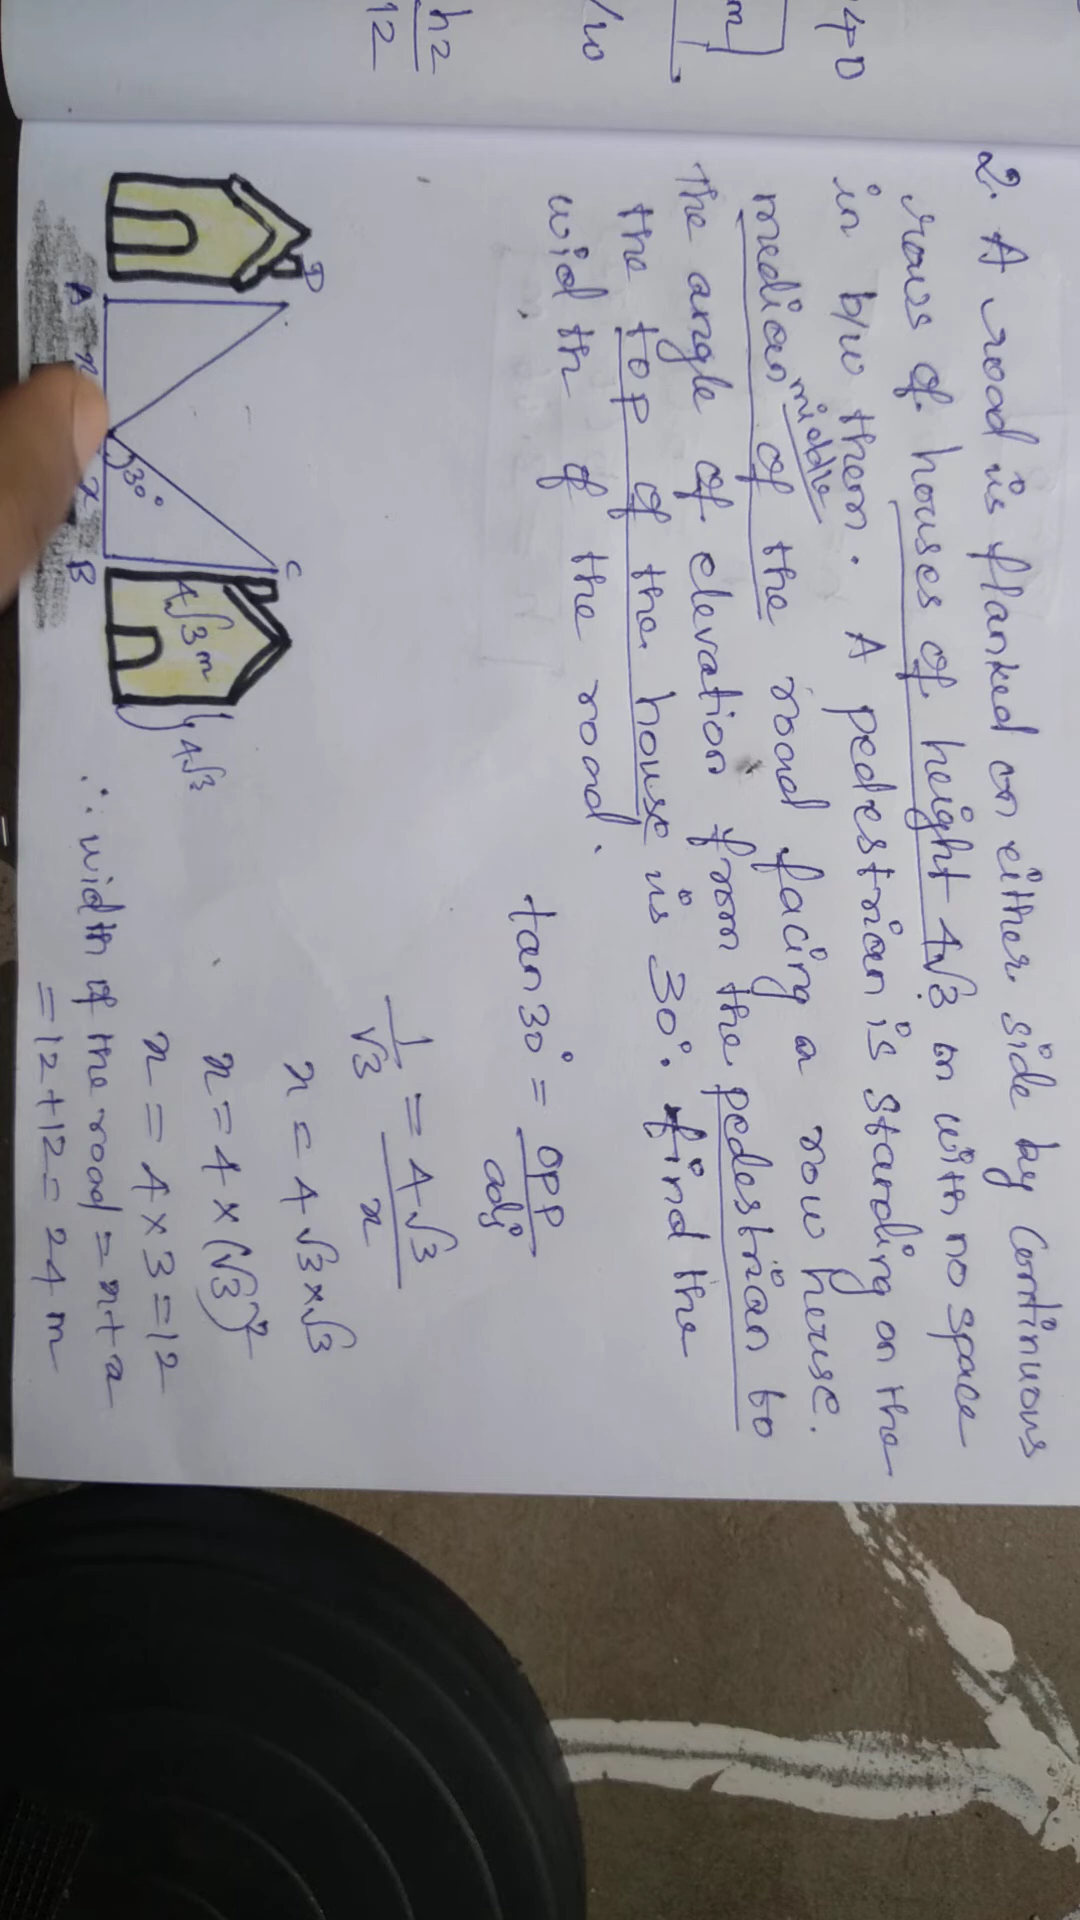 40
m
/10
h2
12
2. A road is flanked on either side by continuous
rows of houses of height 4√3 m with no space
in b/w them. A pedestrian is standing on the
median of the road facing a row house.
middle
The angle of elevation from the pedestrian to
the top of the house is 30°. find the
width of the road.
tan 30° = opp
adj
1/√3 = 4√3/x
x = 4√3×√3
x = 4×(√3)²
x = 4×3=12
∴ width of the road = x+x
=12+12=24 m
D
C
A
x
30°
x
B
4√3 m
4√3